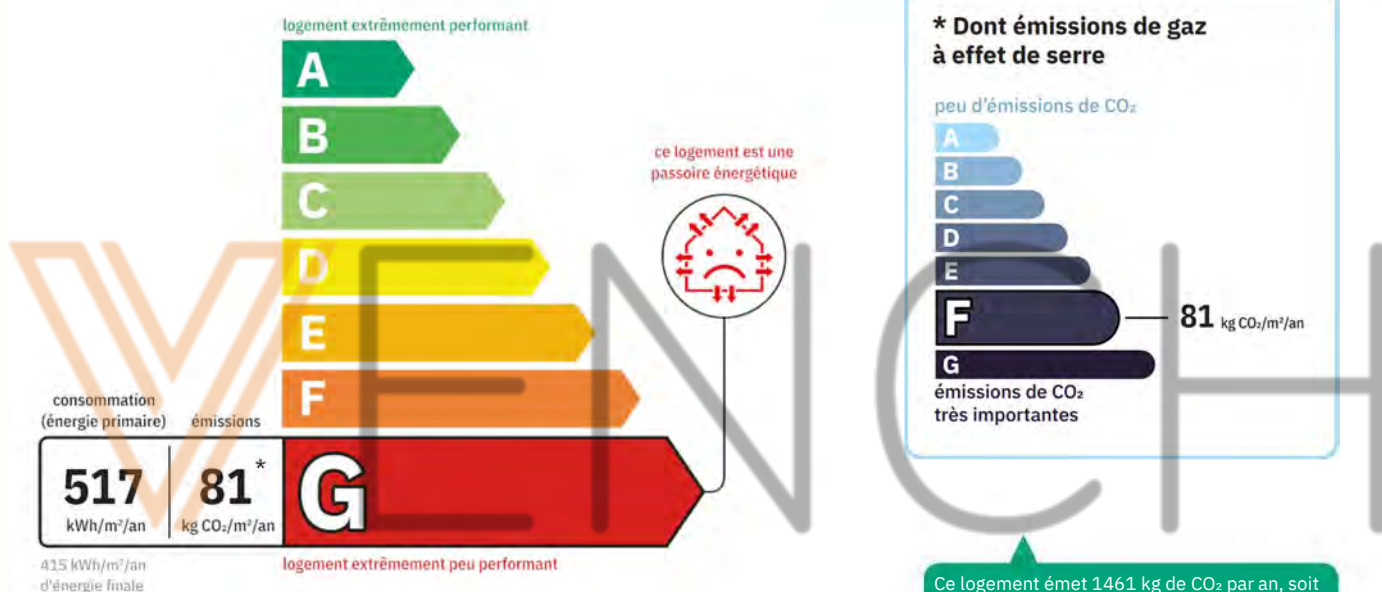 logement extrêmement performant
A
B
C
D
E
F
G
ce logement est une
passoire énergétique
consommation
(énergie primaire)
émissions
517
kWh/m²/an
81*
kg CO₂/m²/an
415 kWh/m²/an
d'énergie finale
logement extrêmement peu performant
* Dont émissions de gaz
à effet de serre
peu d'émissions de CO₂
A
B
C
D
E
F
81 kg CO₂/m²/an
G
émissions de CO₂
très importantes
Ce logement émet 1461 kg de CO₂ par an, soit
VENCH